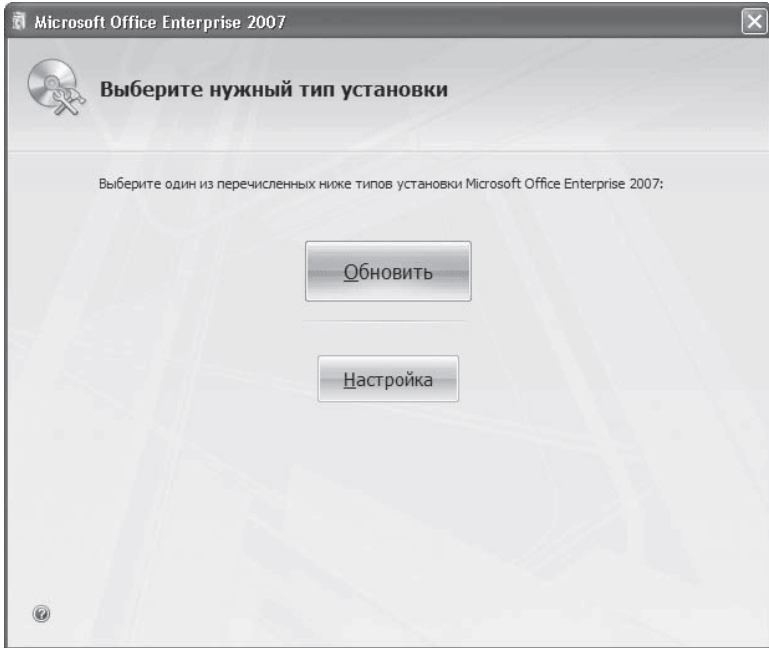 Microsoft Office Enterprise 2007
Выберите нужный тип установки
Выберите один из перечисленных ниже типов установки Microsoft Office Enterprise 2007:
Обновить
Настройка